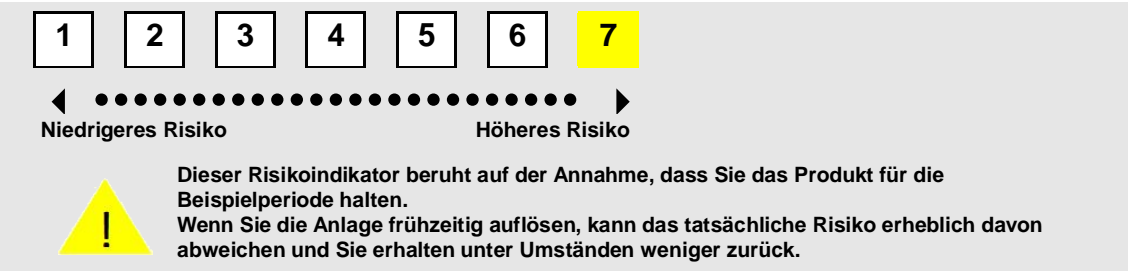 1 2 3 4 5 6 7
Niedrigeres Risiko Höheres Risiko
Dieser Risikoindikator beruht auf der Annahme, dass Sie das Produkt für die
Beispielperiode halten.
!
Wenn Sie die Anlage frühzeitig auflösen, kann das tatsächliche Risiko erheblich davon
abweichen und Sie erhalten unter Umständen weniger zurück.